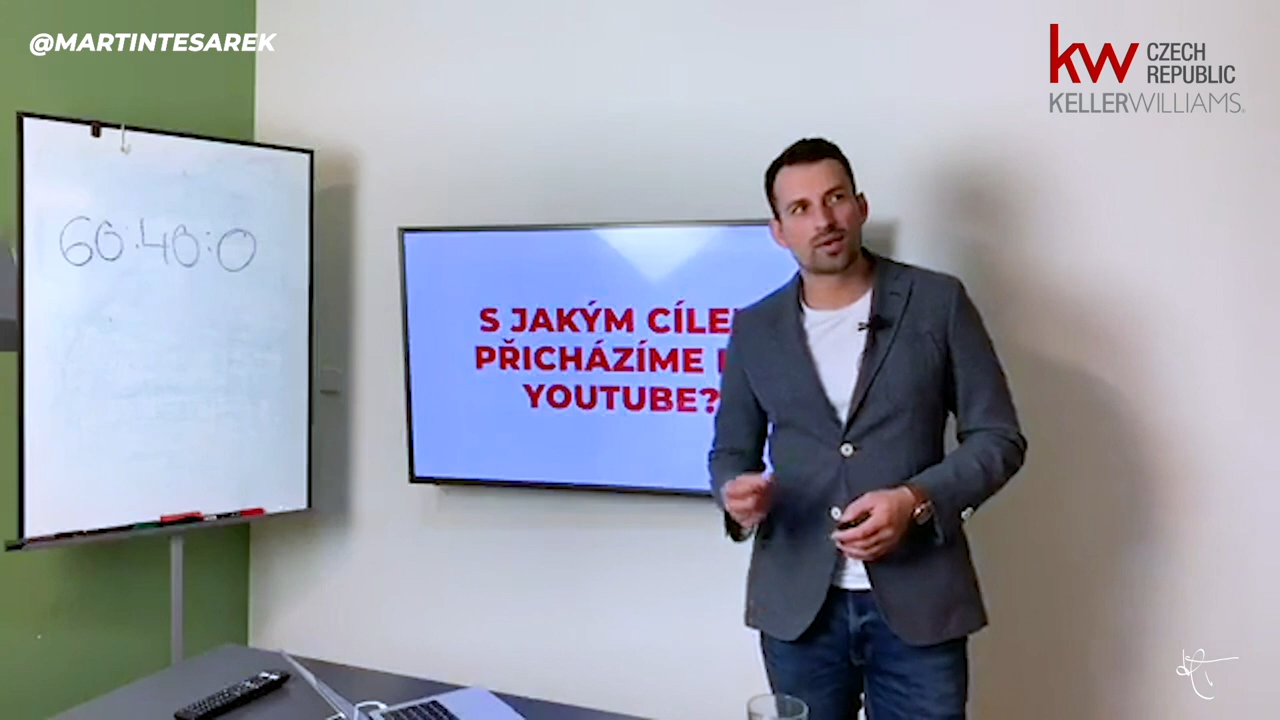 @MARTINTESAREK
kw CZECH
REPUBLIC
KELLERWILLIAMS.
60:40:0
S JAKÝM CÍLE
PŘICHÁZÍME
YOUTUBE?